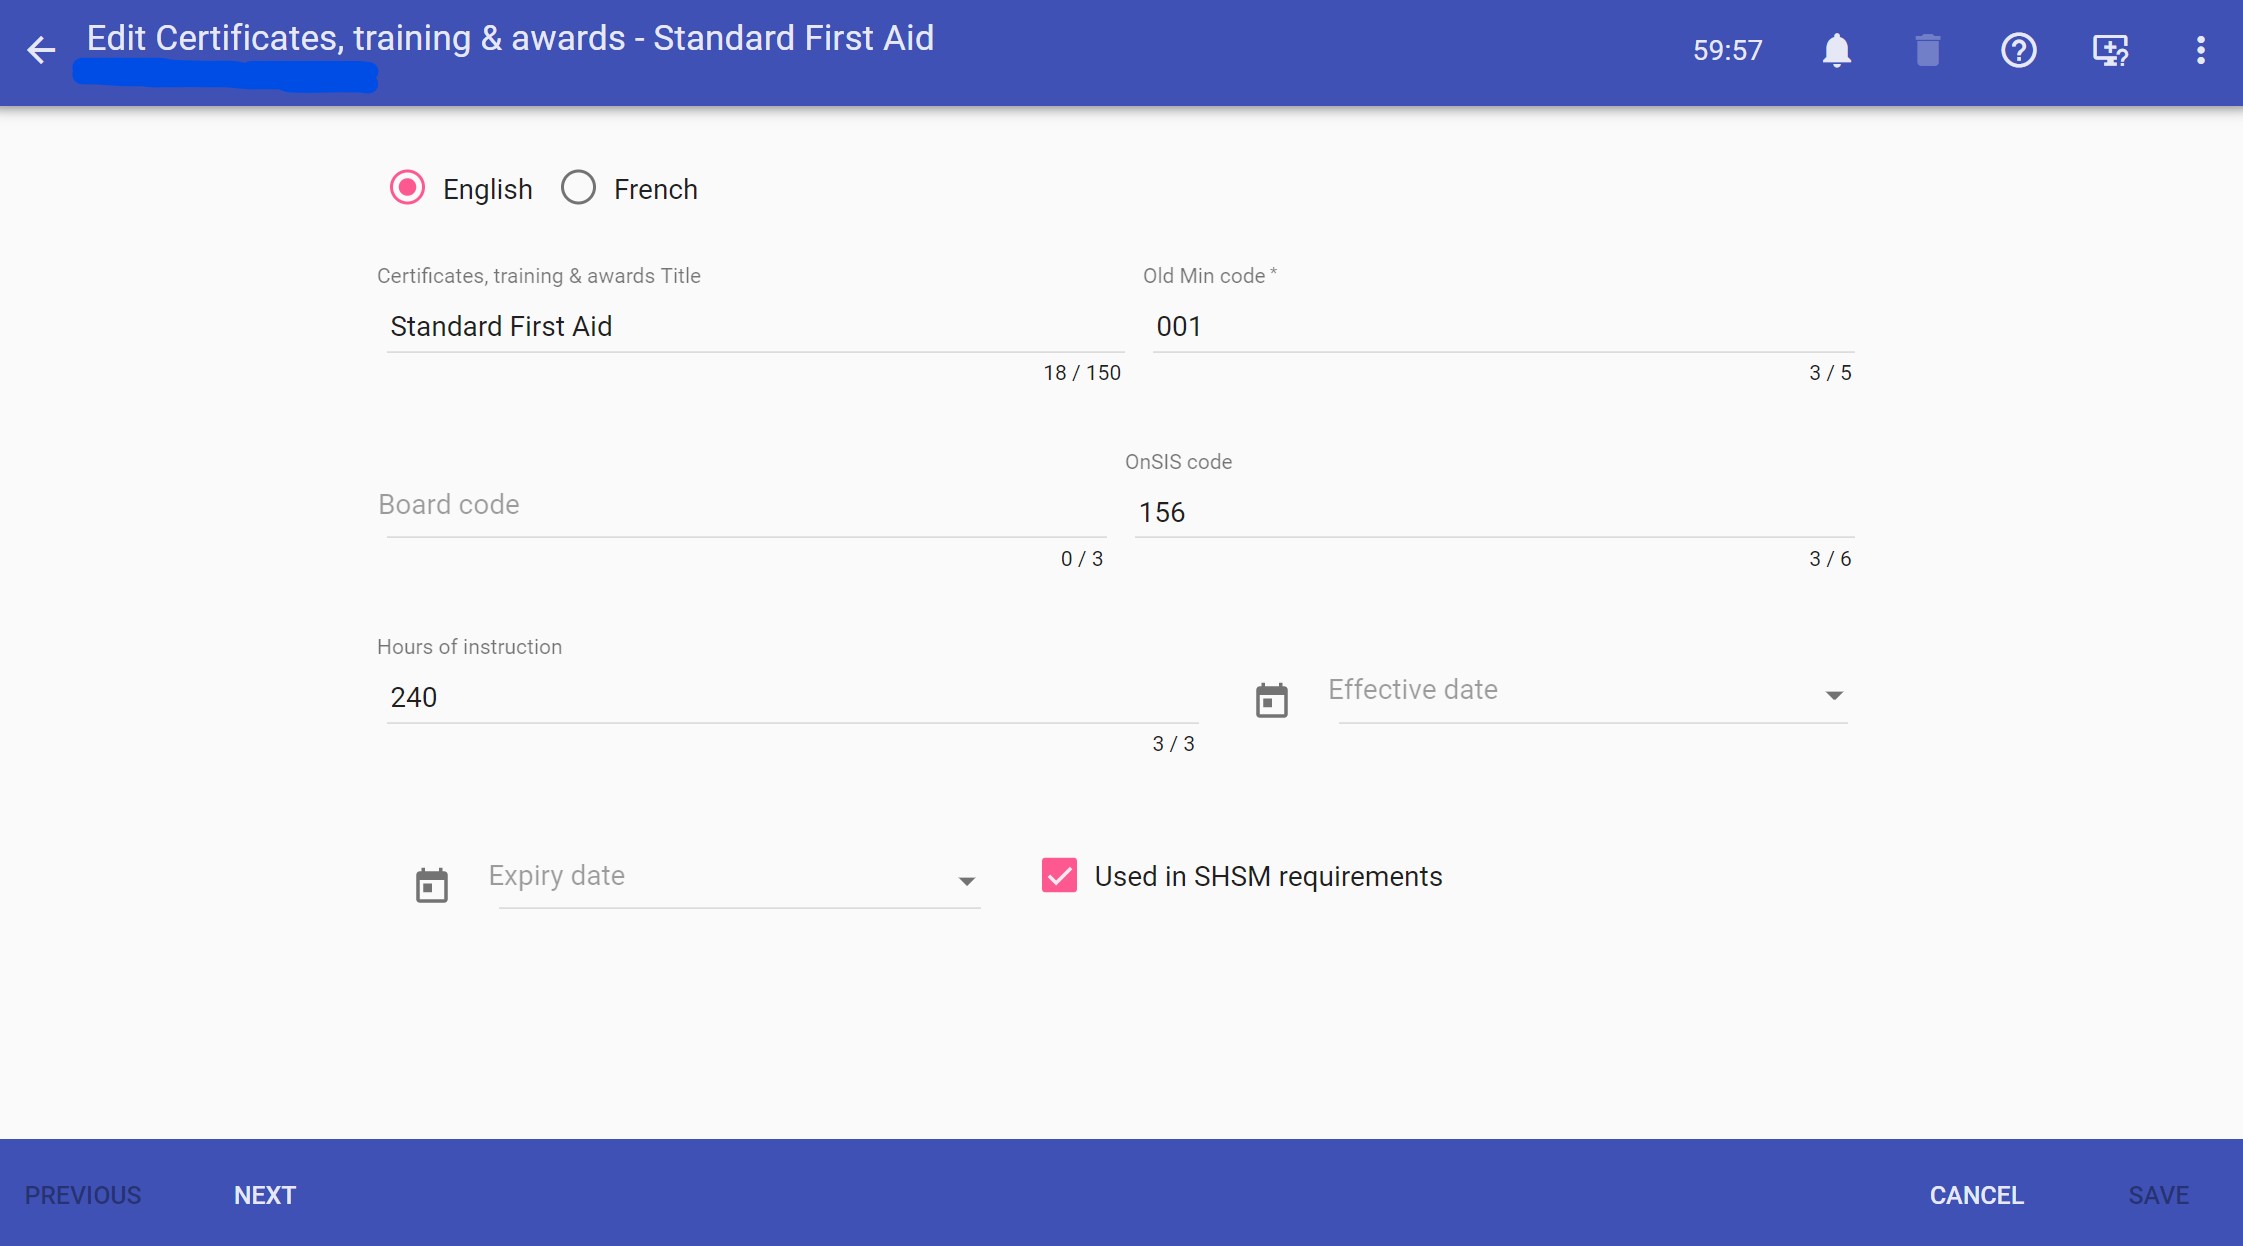 Edit Certificates, training & awards - Standard First Aid
59:57
English French
Certificates, training & awards Title
Old Min code *
Standard First Aid
001
18 / 150
3 / 5
OnSIS code
Board code
156
0 / 3
3 / 6
Hours of instruction
240
Effective date
3 / 3
Expiry date
Used in SHSM requirements
PREVIOUS NEXT CANCEL SAVE